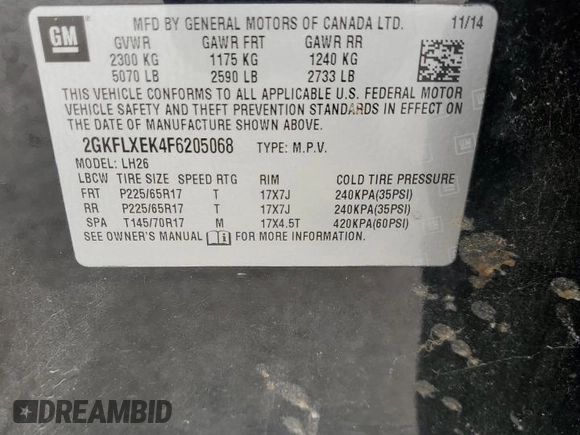 GM
MFD BY GENERAL MOTORS OF CANADA LTD. 11/14
GVWR GAWR FRT GAWR RR
2300 KG 1175 KG 1240 KG
5070 LB 2590 LB 2733 LB
THIS VEHICLE CONFORMS TO ALL APPLICABLE U.S. FEDERAL MOTOR
VEHICLE SAFETY AND THEFT PREVENTION STANDARDS IN EFFECT ON
THE DATE OF MANUFACTURE SHOWN ABOVE.
2GKFLXEK4F6205068 TYPE: M.P.V.
MODEL: LH26
LBCW TIRE SIZE SPEED RTG RIM COLD TIRE PRESSURE
FRT P225/65R17 T 17X7J 240KPA(35PSI)
RR P225/65R17 T 17X7J 240KPA(35PSI)
SPA T145/70R17 M 17X4.5T 420KPA(60PSI)
SEE OWNER'S MANUAL FOR MORE INFORMATION.
DREAMBID